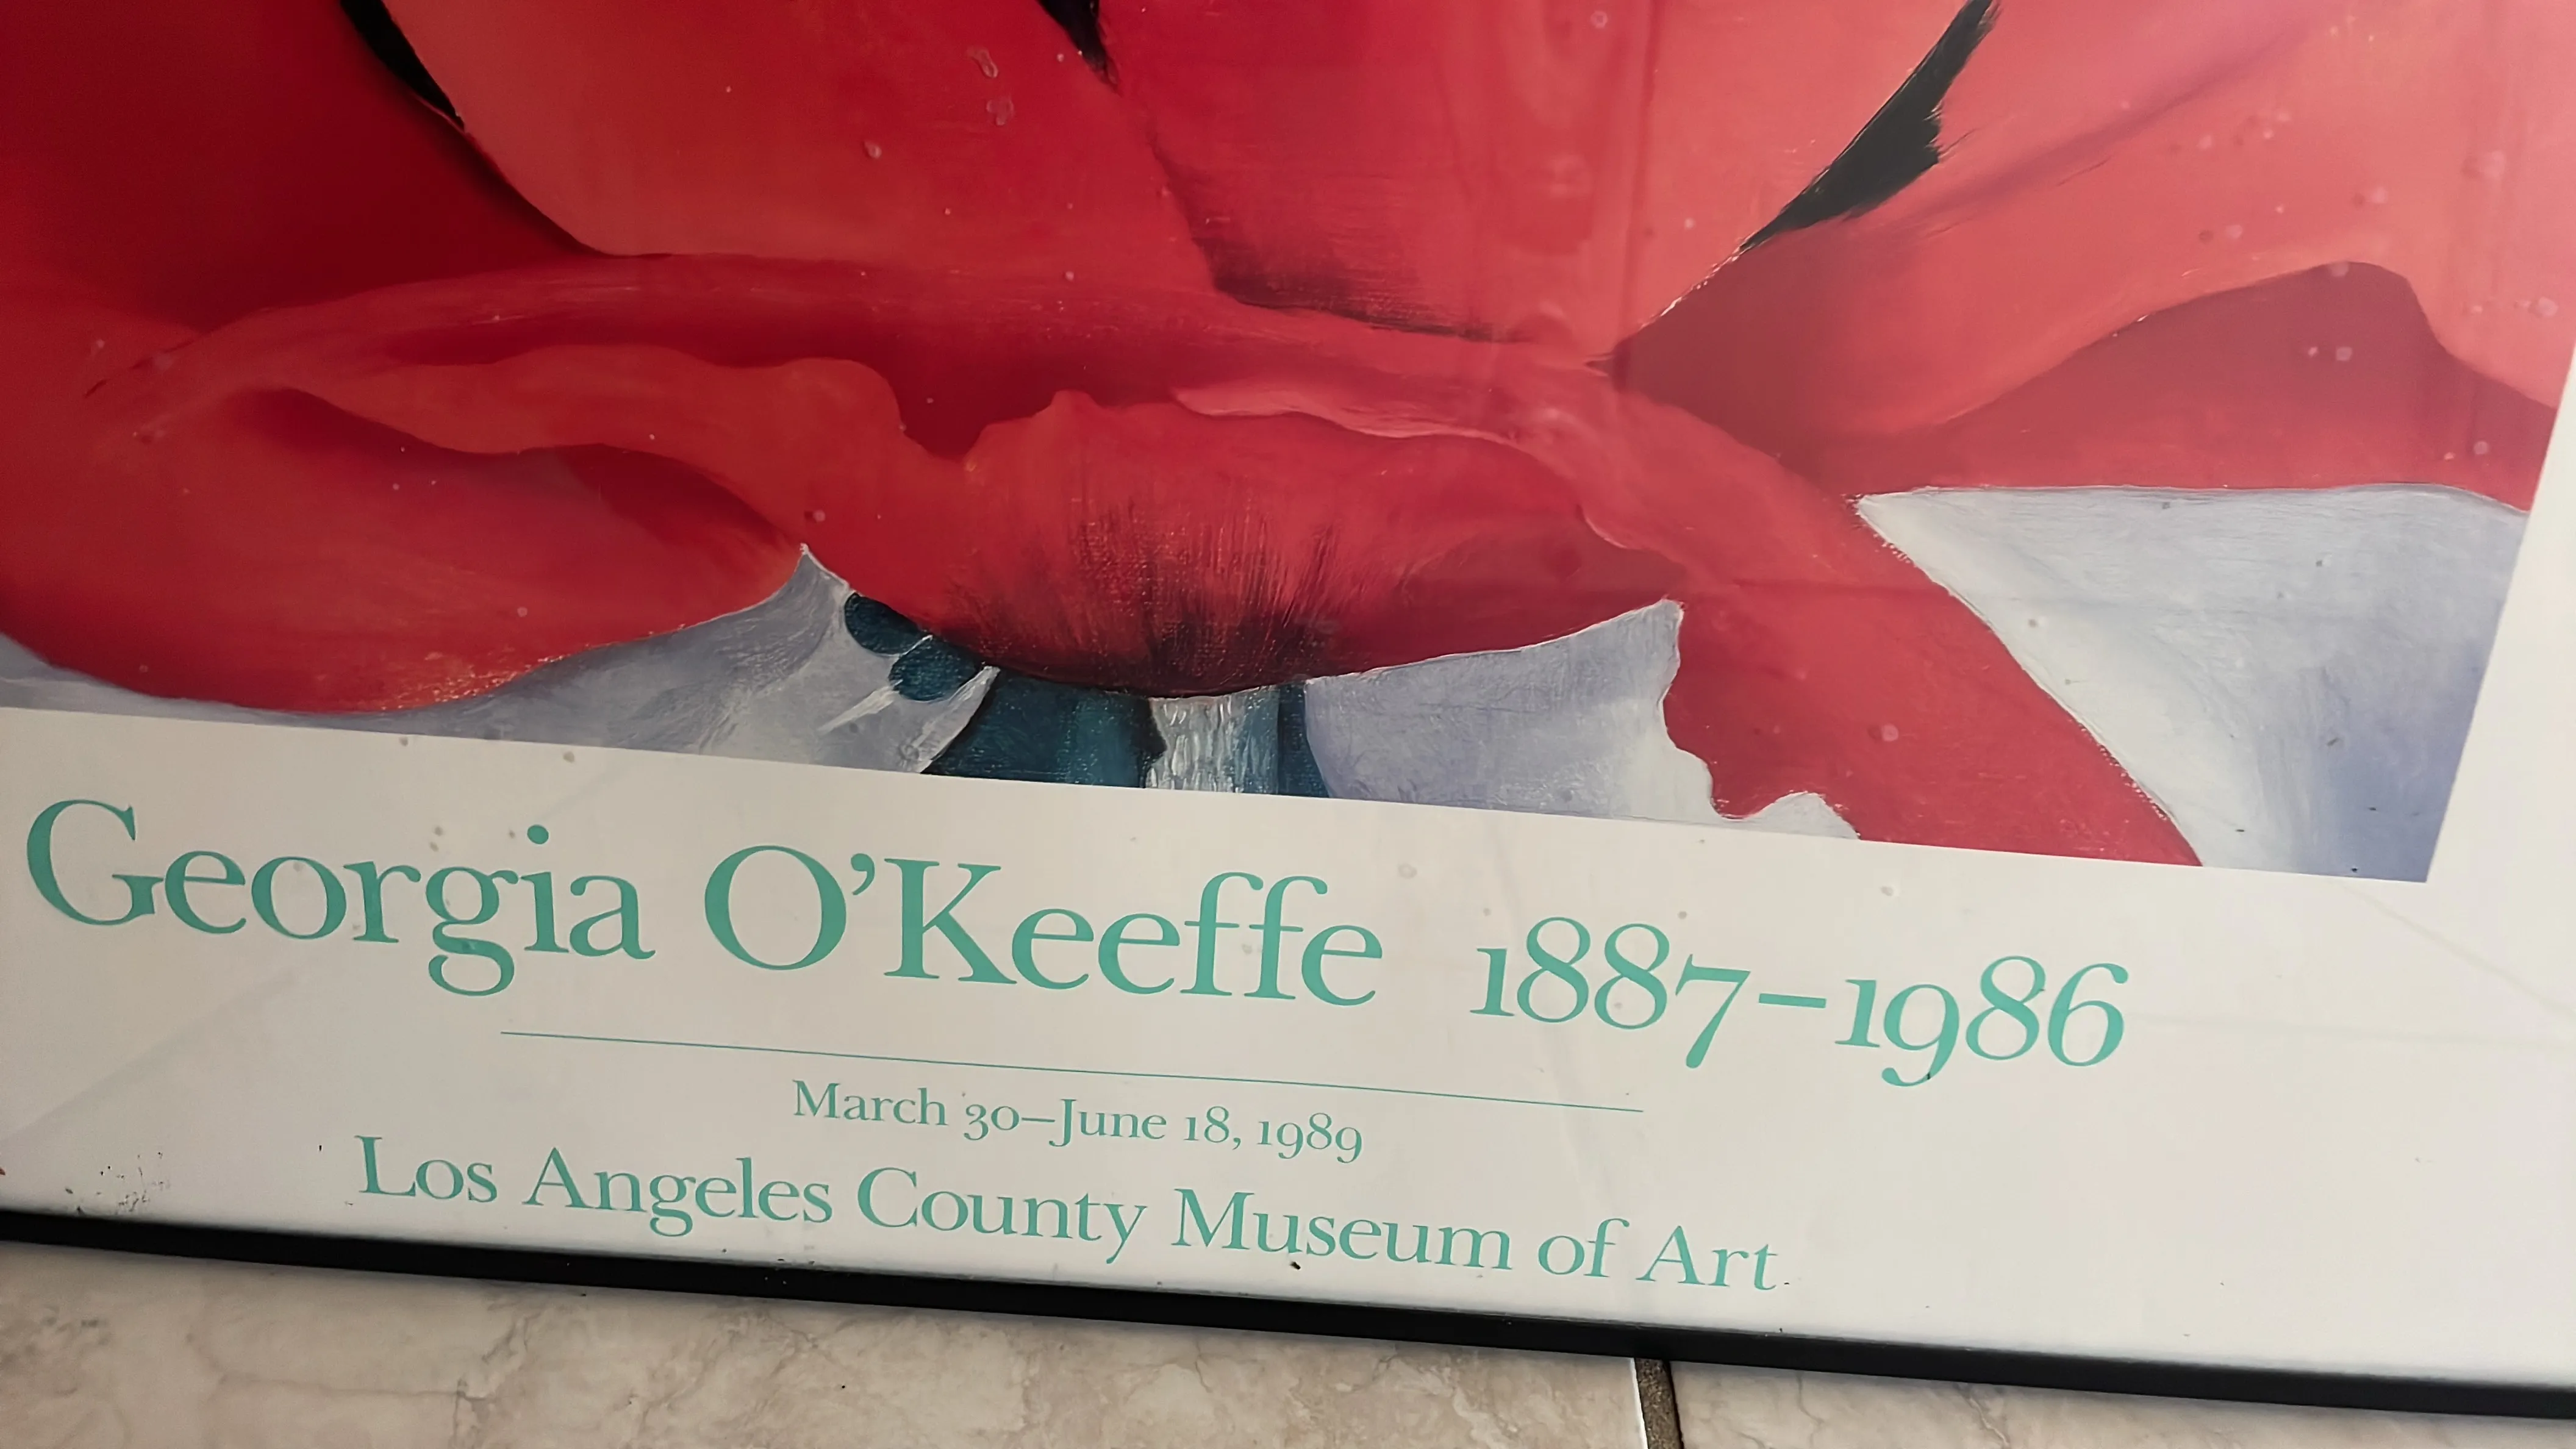 Georgia O’Keeffe 1887–1986
March 30–June 18, 1989
Los Angeles County Museum of Art